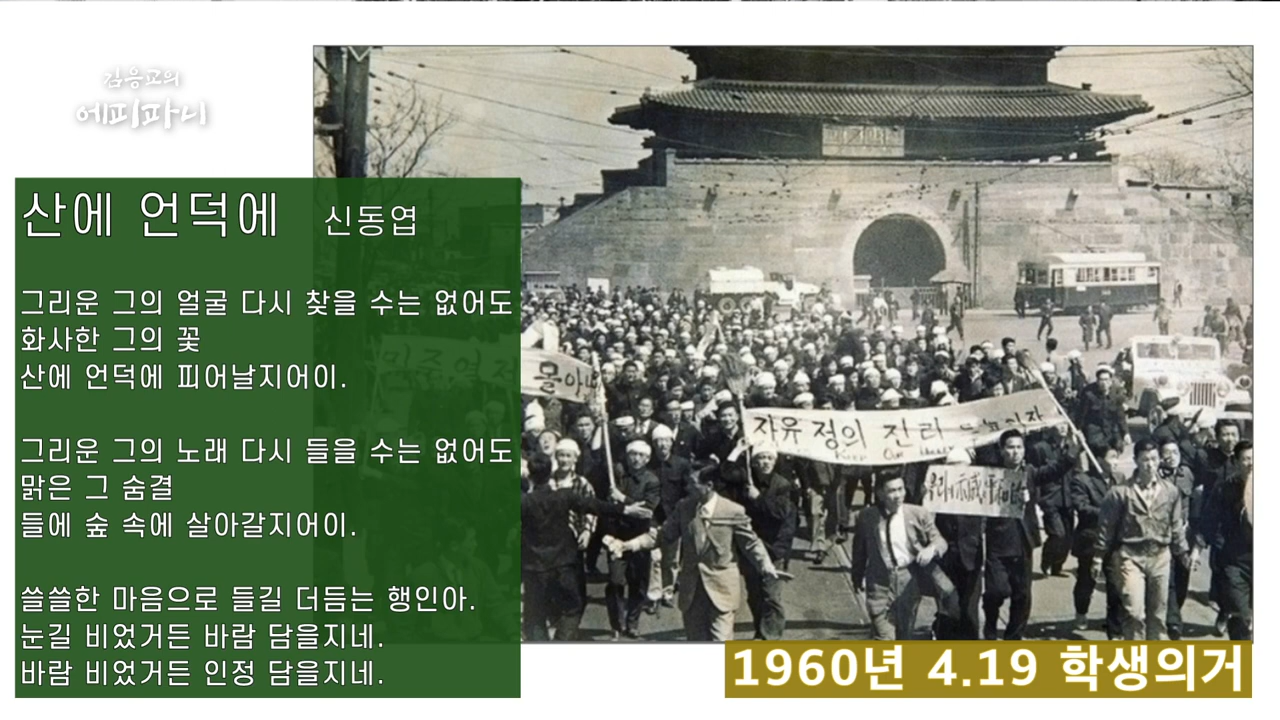 김응교의
에피파니
산에 언덕에 신동엽
그리운 그의 얼굴 다시 찾을 수는 없어도
화사한 그의 꽃
산에 언덕에 피어날지어이.
그리운 그의 노래 다시 들을 수는 없어도
맑은 그 숨결
들에 숲 속에 살아갈지어이.
쓸쓸한 마음으로 들길 더듬는 행인아.
눈길 비었거든 바람 담을지네.
바람 비었거든 인정 담을지네.
몰아내
자유 정의 진리
1960년 4.19 학생의거